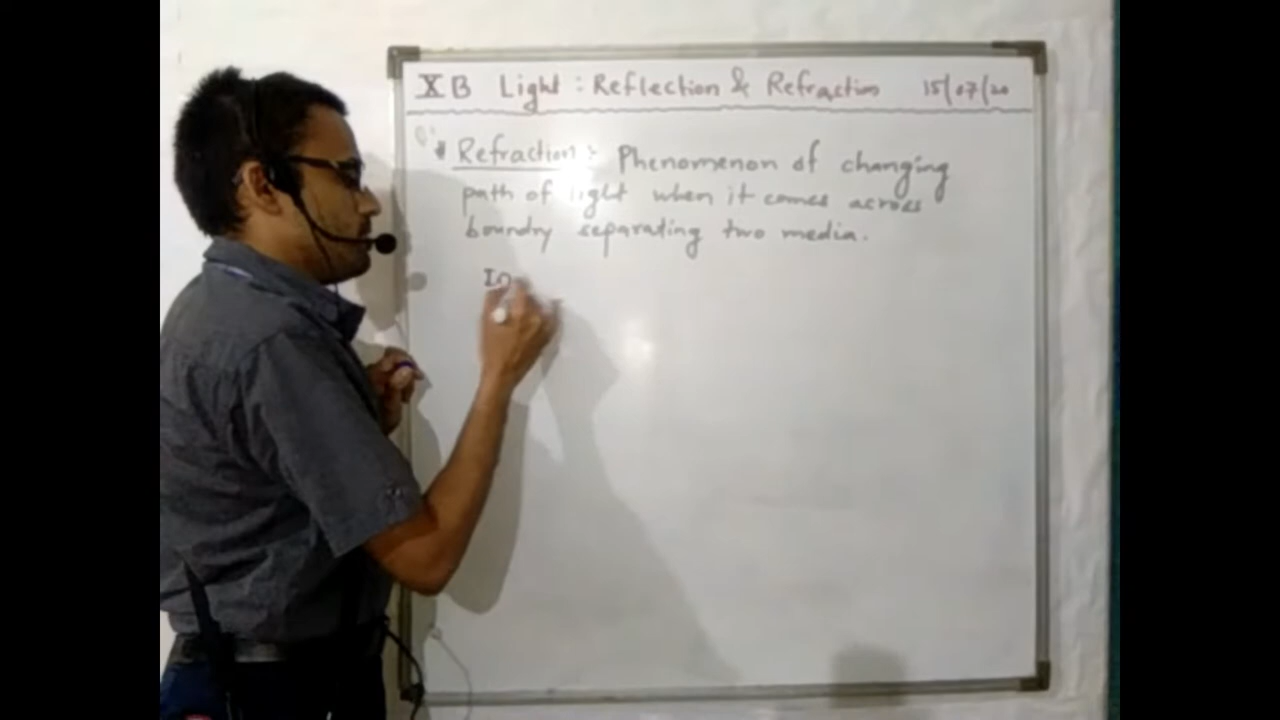 X B Light : Reflection & Refraction 15/07/20
* Refraction : Phenomenon of changing
path of light when it comes across
boundry separating two media.
In